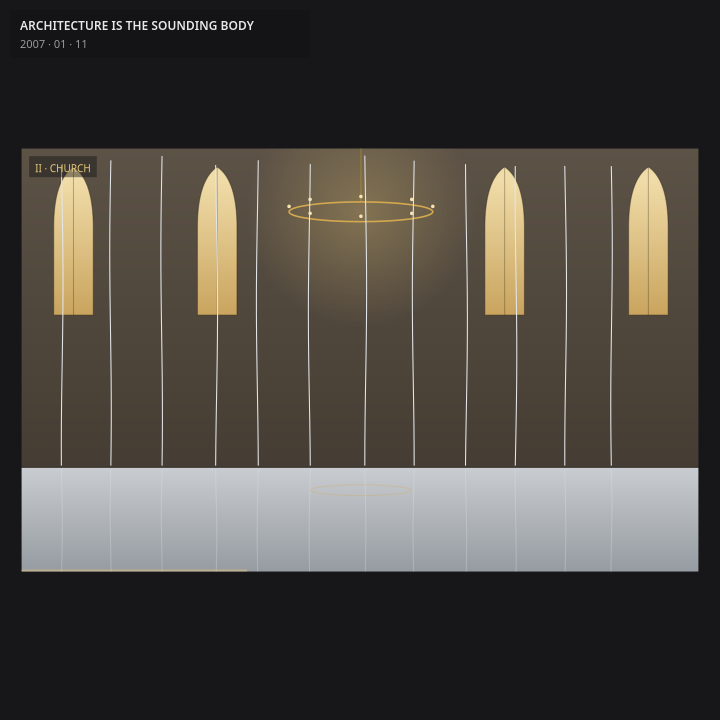 ARCHITECTURE IS THE SOUNDING BODY
2007 · 01 · 11
II · CHURCH